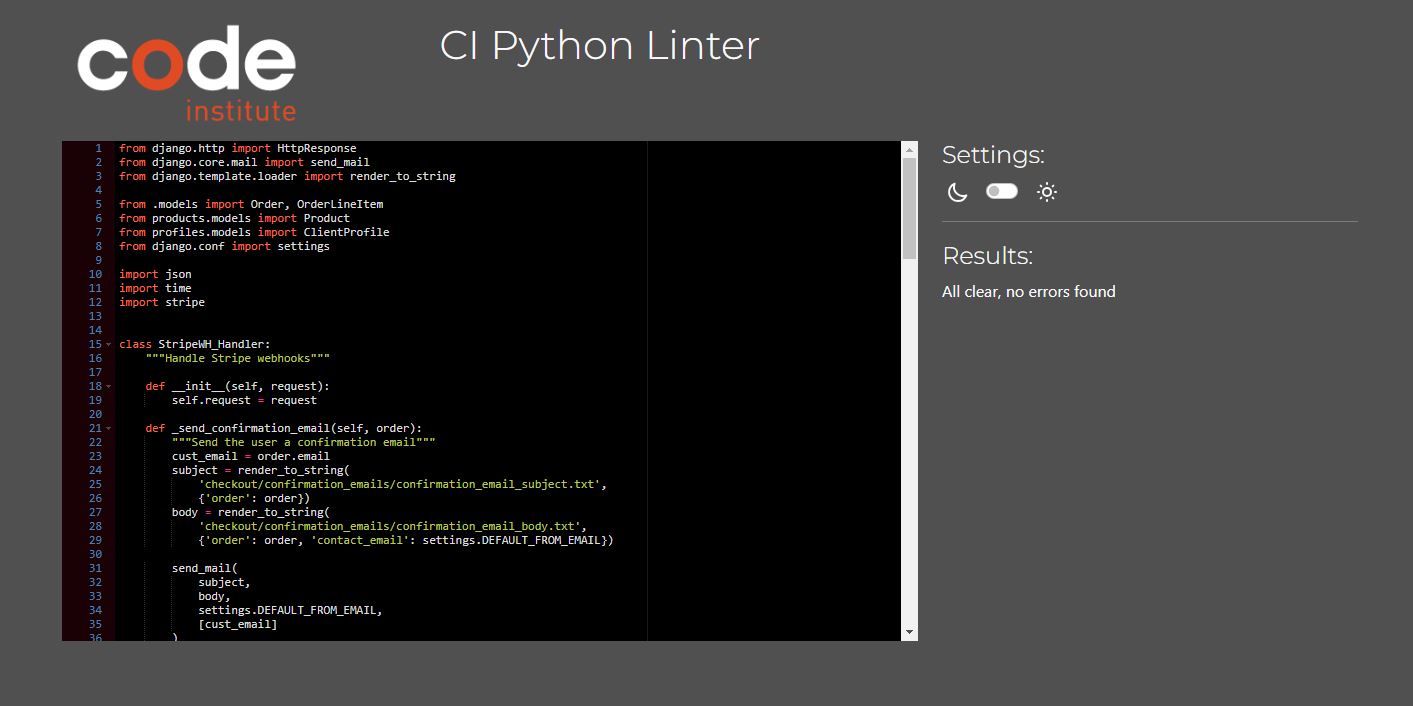 code
institute
CI Python Linter
1 from django.http import HttpResponse
2 from django.core.mail import send_mail
3 from django.template.loader import render_to_string
4
5 from .models import Order, OrderLineItem
6 from products.models import Product
7 from profiles.models import ClientProfile
8 from django.conf import settings
9
10 import json
11 import time
12 import stripe
13
14
15 class StripeWH_Handler:
16     """Handle Stripe webhooks"""
17
18     def __init__(self, request):
19         self.request = request
20
21     def _send_confirmation_email(self, order):
22         """Send the user a confirmation email"""
23         cust_email = order.email
24         subject = render_to_string(
25             'checkout/confirmation_emails/confirmation_email_subject.txt',
26             {'order': order})
27         body = render_to_string(
28             'checkout/confirmation_emails/confirmation_email_body.txt',
29             {'order': order, 'contact_email': settings.DEFAULT_FROM_EMAIL})
30
31         send_mail(
32             subject,
33             body,
34             settings.DEFAULT_FROM_EMAIL,
35             [cust_email]
36         )
Settings:
Results:
All clear, no errors found